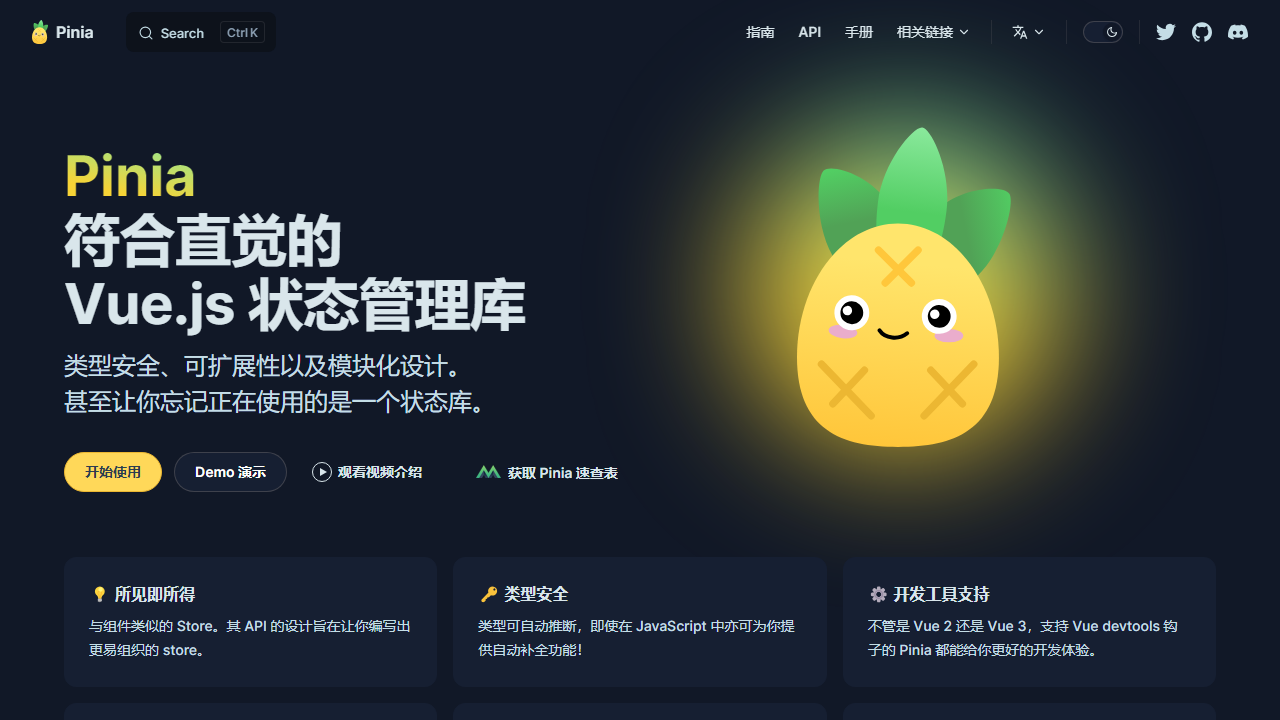 Pinia
Search
Ctrl K
指南
API
手册
相关链接
Pinia
符合直觉的
Vue.js 状态管理库
类型安全、可扩展性以及模块化设计。
甚至让你忘记正在使用的是一个状态库。
开始使用
Demo 演示
观看视频介绍
获取 Pinia 速查表
所见即所得
与组件类似的 Store。其 API 的设计旨在让你编写出
更易组织的 store。
类型安全
类型可自动推断，即使在 JavaScript 中亦可为你提
供自动补全功能！
开发工具支持
不管是 Vue 2 还是 Vue 3，支持 Vue devtools 钩
子的 Pinia 都能给你更好的开发体验。